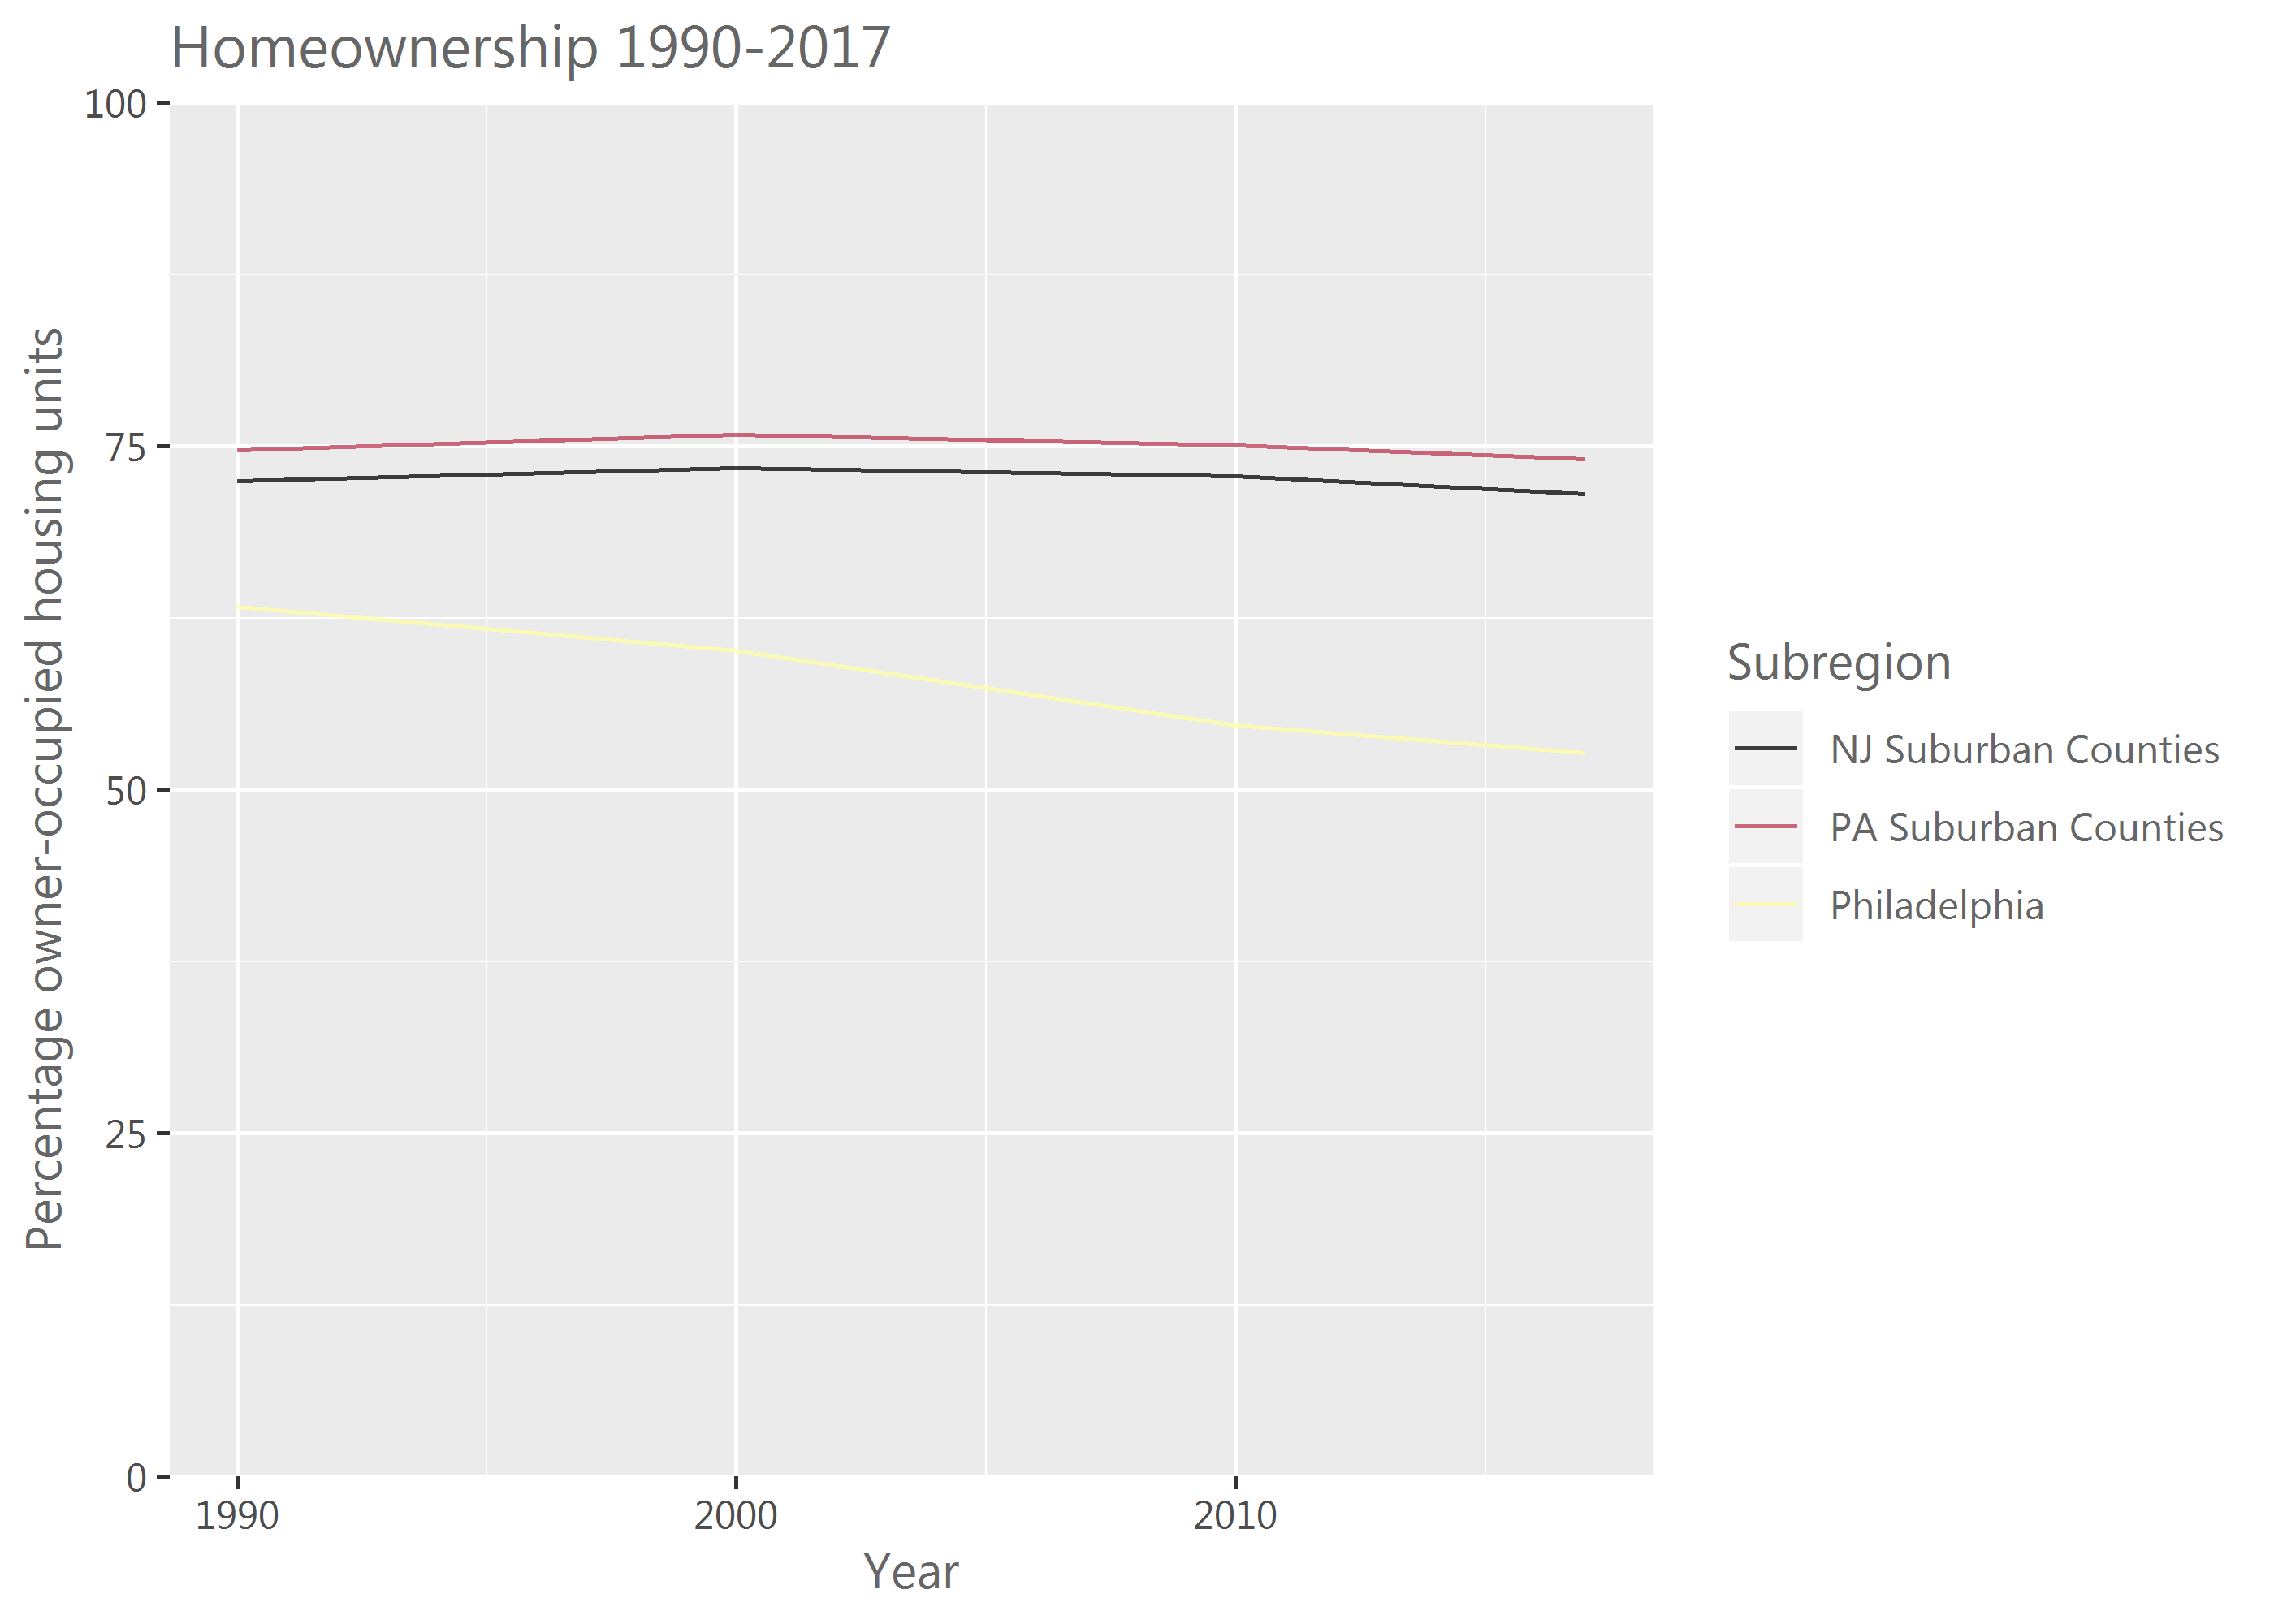 Homeownership 1990-2017
Percentage owner-occupied housing units
100
75
50
25
0
1990
2000
2010
Year
Subregion
NJ Suburban Counties
PA Suburban Counties
Philadelphia